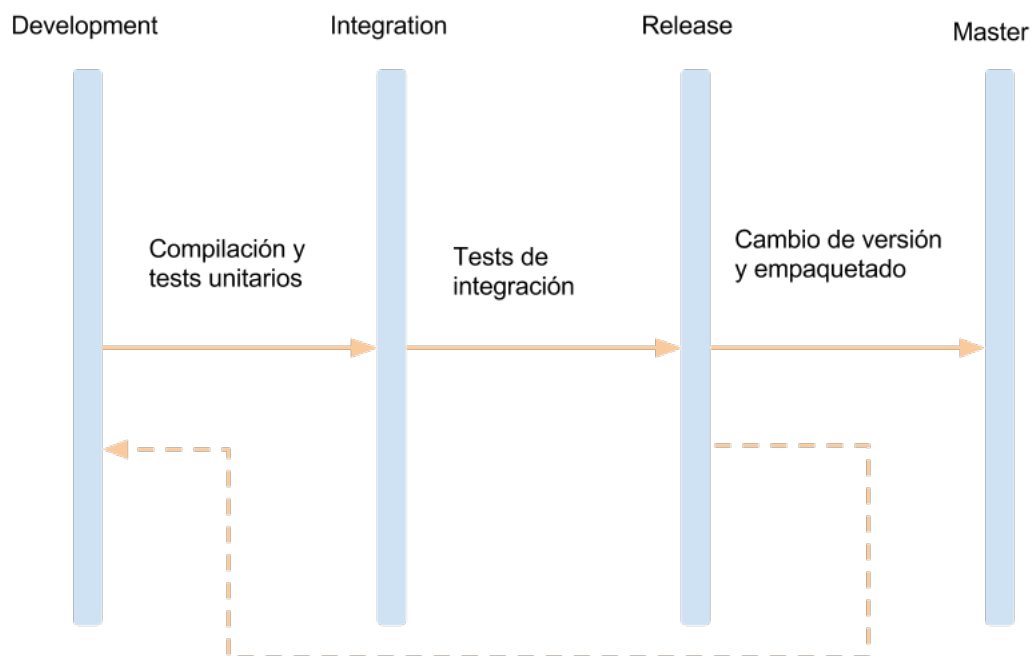 Development
Integration
Release
Master
Compilación y
tests unitarios
Tests de
integración
Cambio de versión
y empaquetado